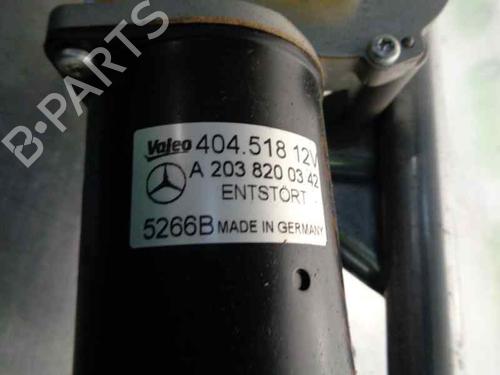 B-PARTS
Valeo 404.518 12V
A 203 820 03 42
ENTSTÖRT
5266B MADE IN GERMANY